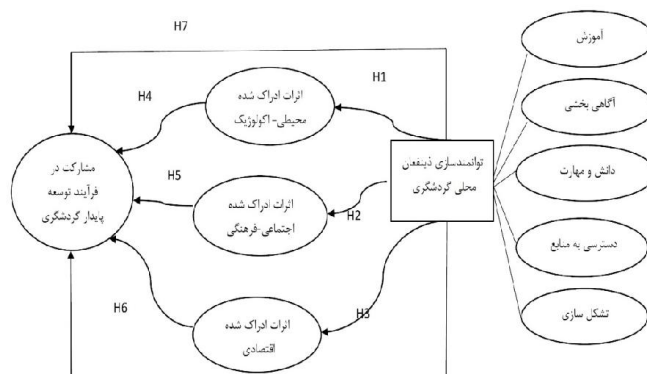 H7
آموزش
آگاهی بخشی
دانش و مهارت
دسترسی به منابع
تشکل سازی
توانمندسازی ذینفعان
محلی گردشگری
H1
H2
H3
اثرات ادراک شده
محیطی- اکولوژیک
اثرات ادراک شده
اجتماعی-فرهنگی
اثرات ادراک شده
اقتصادی
H4
H5
H6
مشارکت در
فرآیند توسعه
پایدار گردشگری